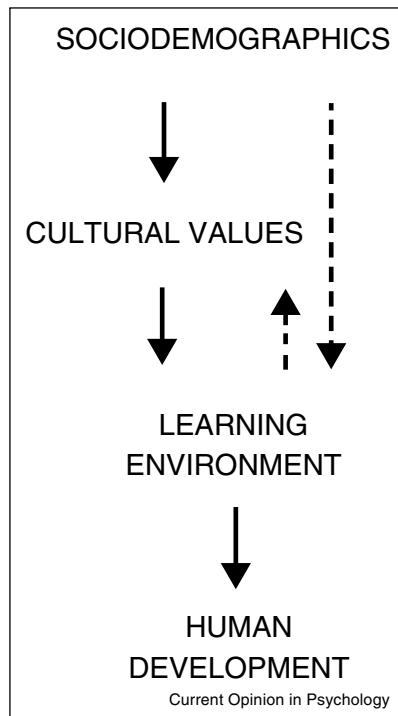 SOCIODEMOGRAPHICS
CULTURAL VALUES
LEARNING
ENVIRONMENT
HUMAN
DEVELOPMENT
Current Opinion in Psychology